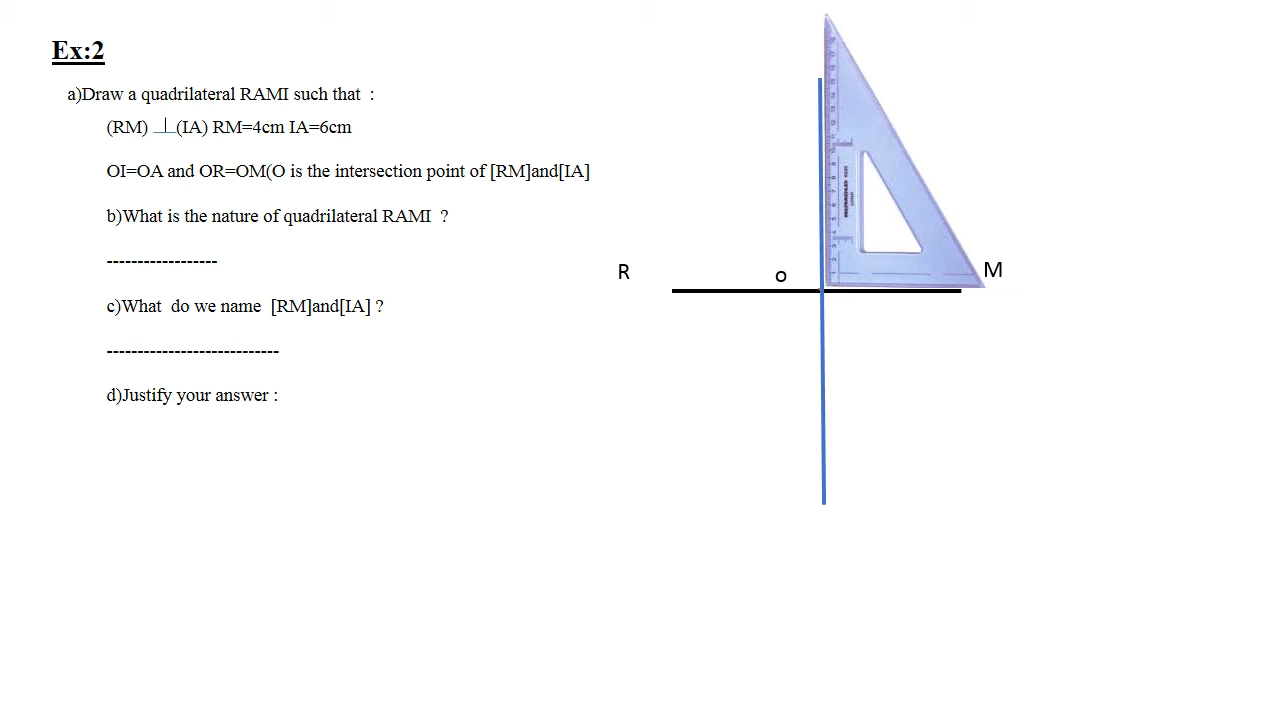 Ex:2
a)Draw a quadrilateral RAMI such that :
(RM) ⊥ (IA) RM=4cm IA=6cm
OI=OA and OR=OM(O is the intersection point of [RM]and[IA]
b)What is the nature of quadrilateral RAMI ?
------------------
R
o
M
c)What do we name [RM]and[IA] ?
----------------------------
d)Justify your answer :